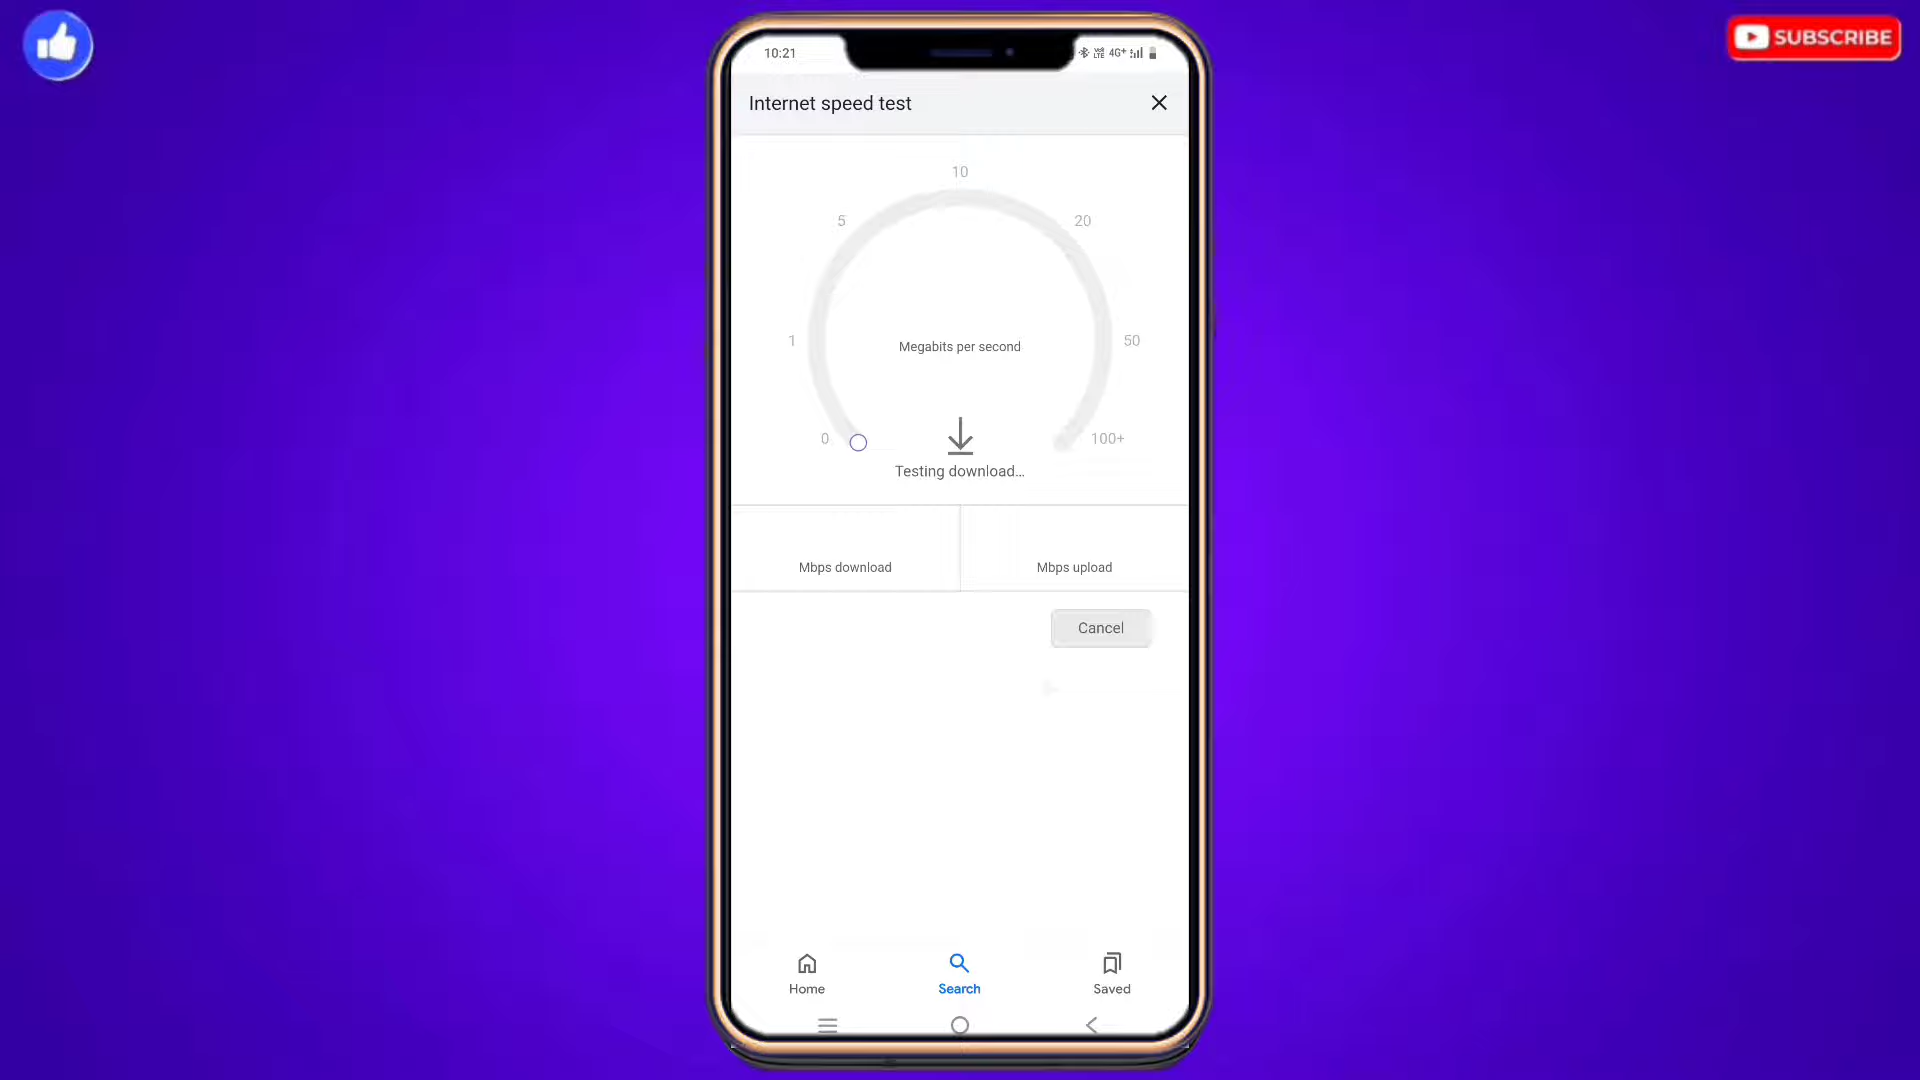 SUBSCRIBE
10:21
4G+
Internet speed test
10
5
20
1
50
Megabits per second
0
100+
Testing download...
Mbps download
Mbps upload
Cancel
Home
Search
Saved